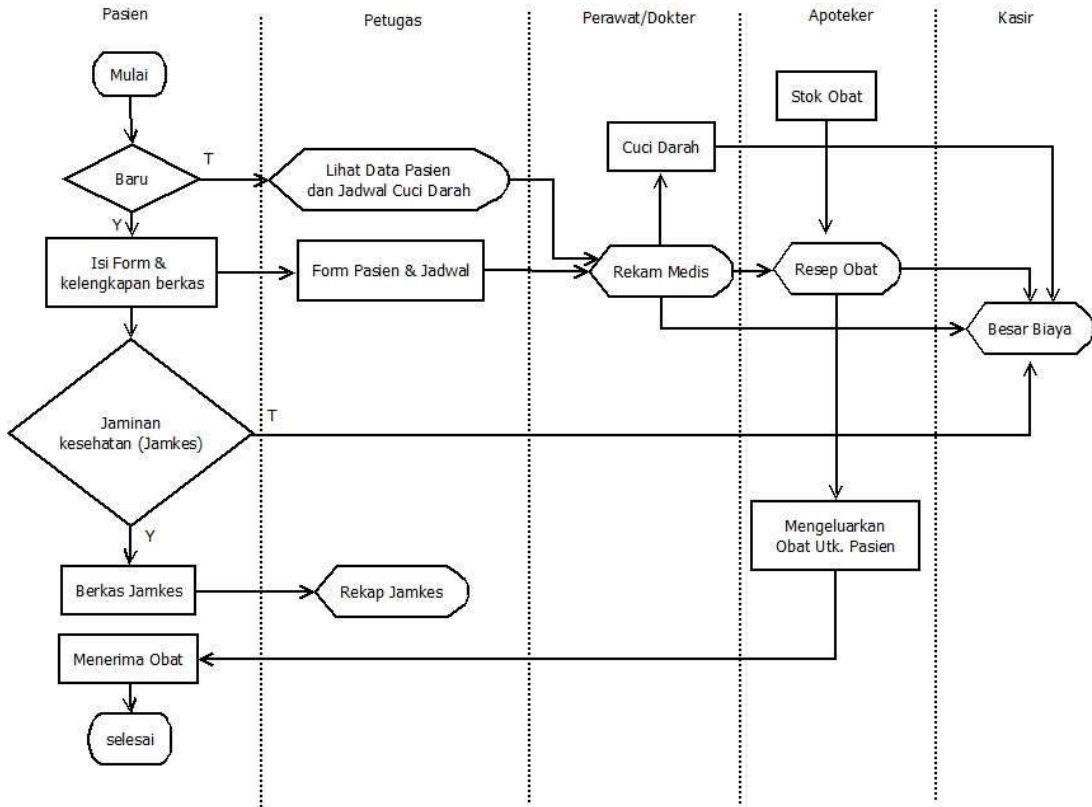 Pasien
Petugas
Perawat/Dokter
Apoteker
Kasir
Mulai
Stok Obat
Baru
T
Lihat Data Pasien
dan Jadwal Cuci Darah
Cuci Darah
Y
Isi Form &
kelengkapan berkas
Form Pasien & Jadwal
Rekam Medis
Resep Obat
Besar Biaya
Jaminan
kesehatan (Jamkes)
T
Y
Mengeluarkan
Obat Utk. Pasien
Berkas Jamkes
Rekap Jamkes
Menerima Obat
selesai